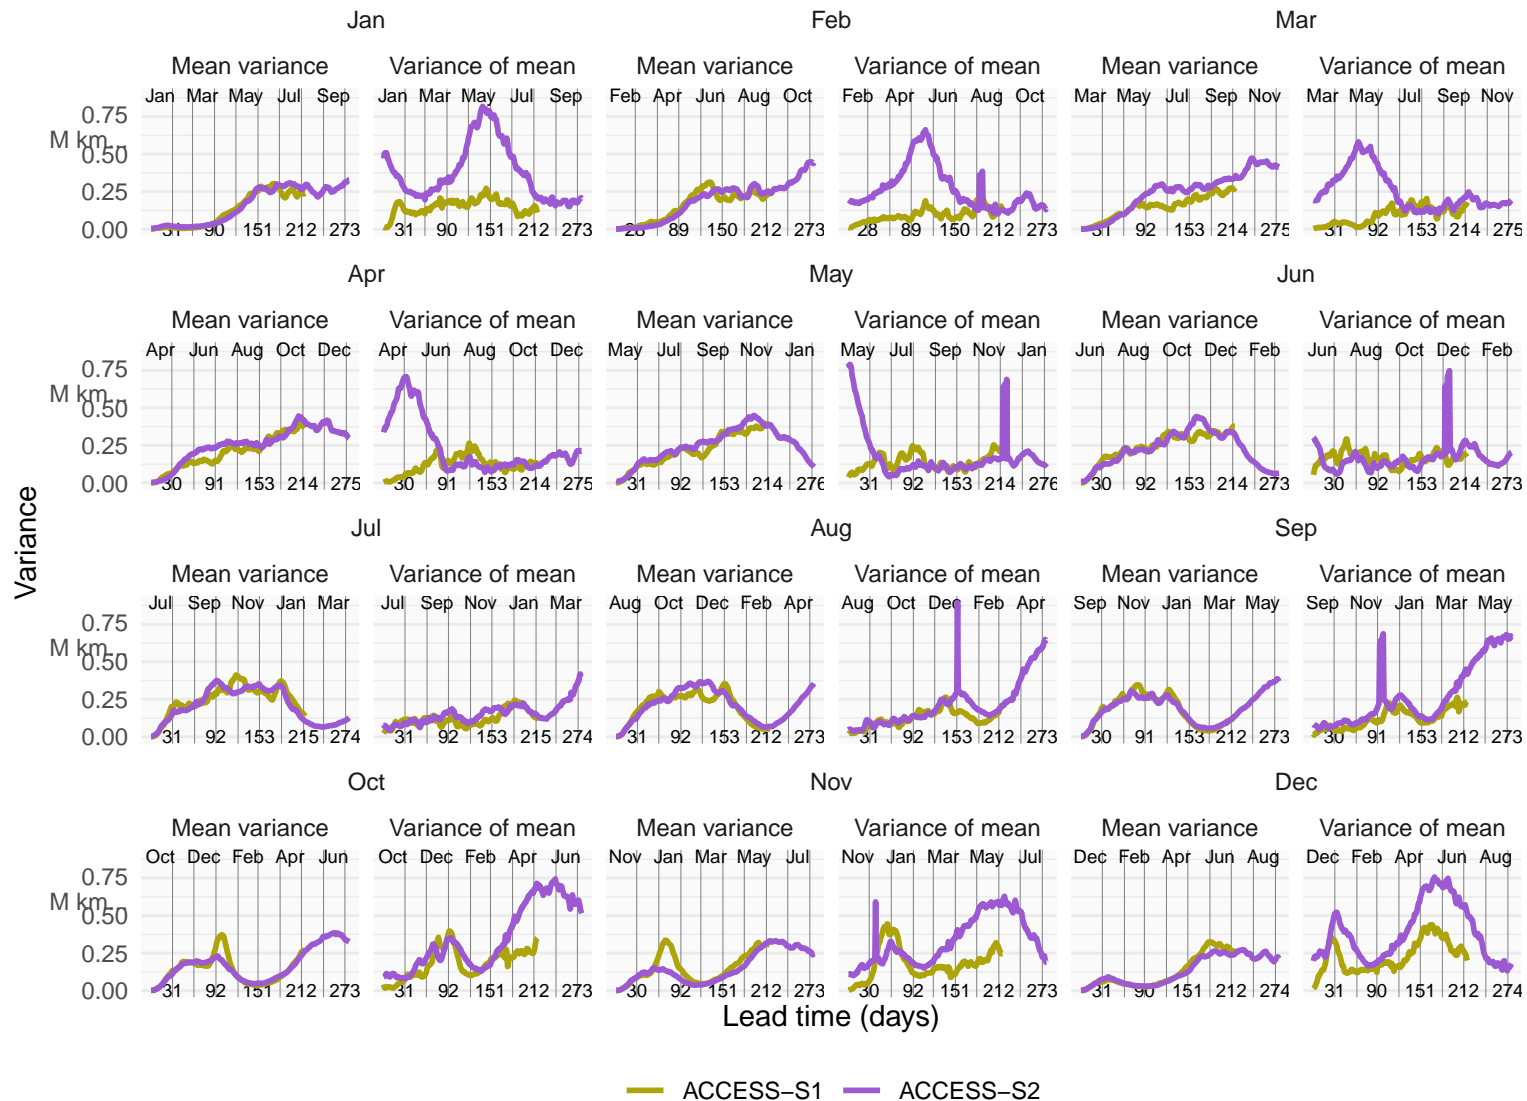 Jan Feb Mar
Mean variance Variance of mean Mean variance Variance of mean Mean variance Variance of mean
Jan Mar May Jul Sep Jan Mar May Jul Sep Feb Apr Jun Aug Oct Feb Apr Jun Aug Oct Mar May Jul Sep Nov Mar May Jul Sep Nov
0.75
M km
0.50
0.25
0.00
31 90 151 212 273 31 90 151 212 273 28 89 150 212 273 28 89 150 212 273 31 92 153 214 275 31 92 153 214 275
Apr May Jun
Mean variance Variance of mean Mean variance Variance of mean Mean variance Variance of mean
Apr Jun Aug Oct Dec Apr Jun Aug Oct Dec May Jul Sep Nov Jan May Jul Sep Nov Jan Jun Aug Oct Dec Feb Jun Aug Oct Dec Feb
0.75
M km
0.50
0.25
0.00
30 91 153 214 275 30 91 153 214 275 31 92 153 214 276 31 92 153 214 276 30 92 153 214 273 30 92 153 214 273
Variance
Jul Aug Sep
Mean variance Variance of mean Mean variance Variance of mean Mean variance Variance of mean
Jul Sep Nov Jan Mar Jul Sep Nov Jan Mar Aug Oct Dec Feb Apr Aug Oct Dec Feb Apr Sep Nov Jan Mar May Sep Nov Jan Mar May
0.75
M km
0.50
0.25
0.00
31 92 153 215 274 31 92 153 215 274 31 92 153 212 273 31 92 153 212 273 30 91 153 212 273 30 91 153 212 273
Oct Nov Dec
Mean variance Variance of mean Mean variance Variance of mean Mean variance Variance of mean
Oct Dec Feb Apr Jun Oct Dec Feb Apr Jun Nov Jan Mar May Jul Nov Jan Mar May Jul Dec Feb Apr Jun Aug Dec Feb Apr Jun Aug
0.75
M km
0.50
0.25
0.00
31 92 151 212 273 31 92 151 212 273 30 92 151 212 273 30 92 151 212 273 31 90 151 212 274 31 90 151 212 274
Lead time (days)
ACCESS−S1 ACCESS−S2